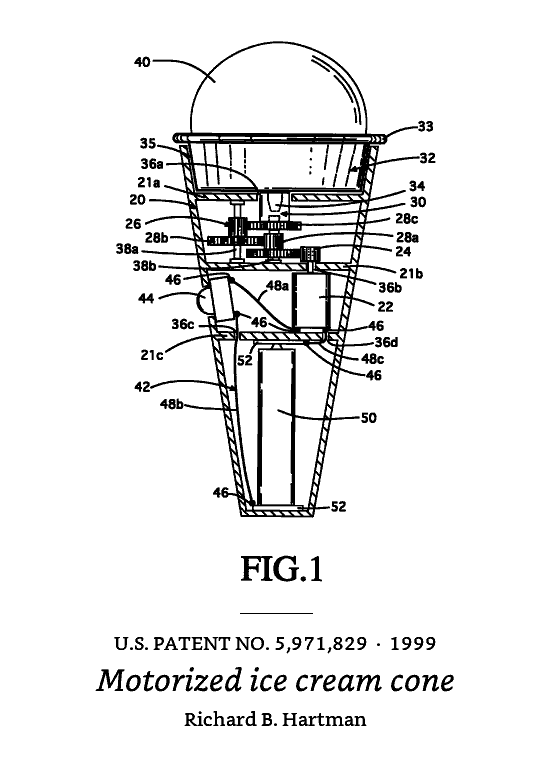 40
33
35
32
36a
21a
34
20
30
26
28c
28b
28a
38a
24
38b
21b
46
48a
36b
44
22
36c
46
46
36d
21c
52
48c
46
42
48b
50
46
52
FIG.1
U.S. PATENT NO. 5,971,829 · 1999
Motorized ice cream cone
Richard B. Hartman